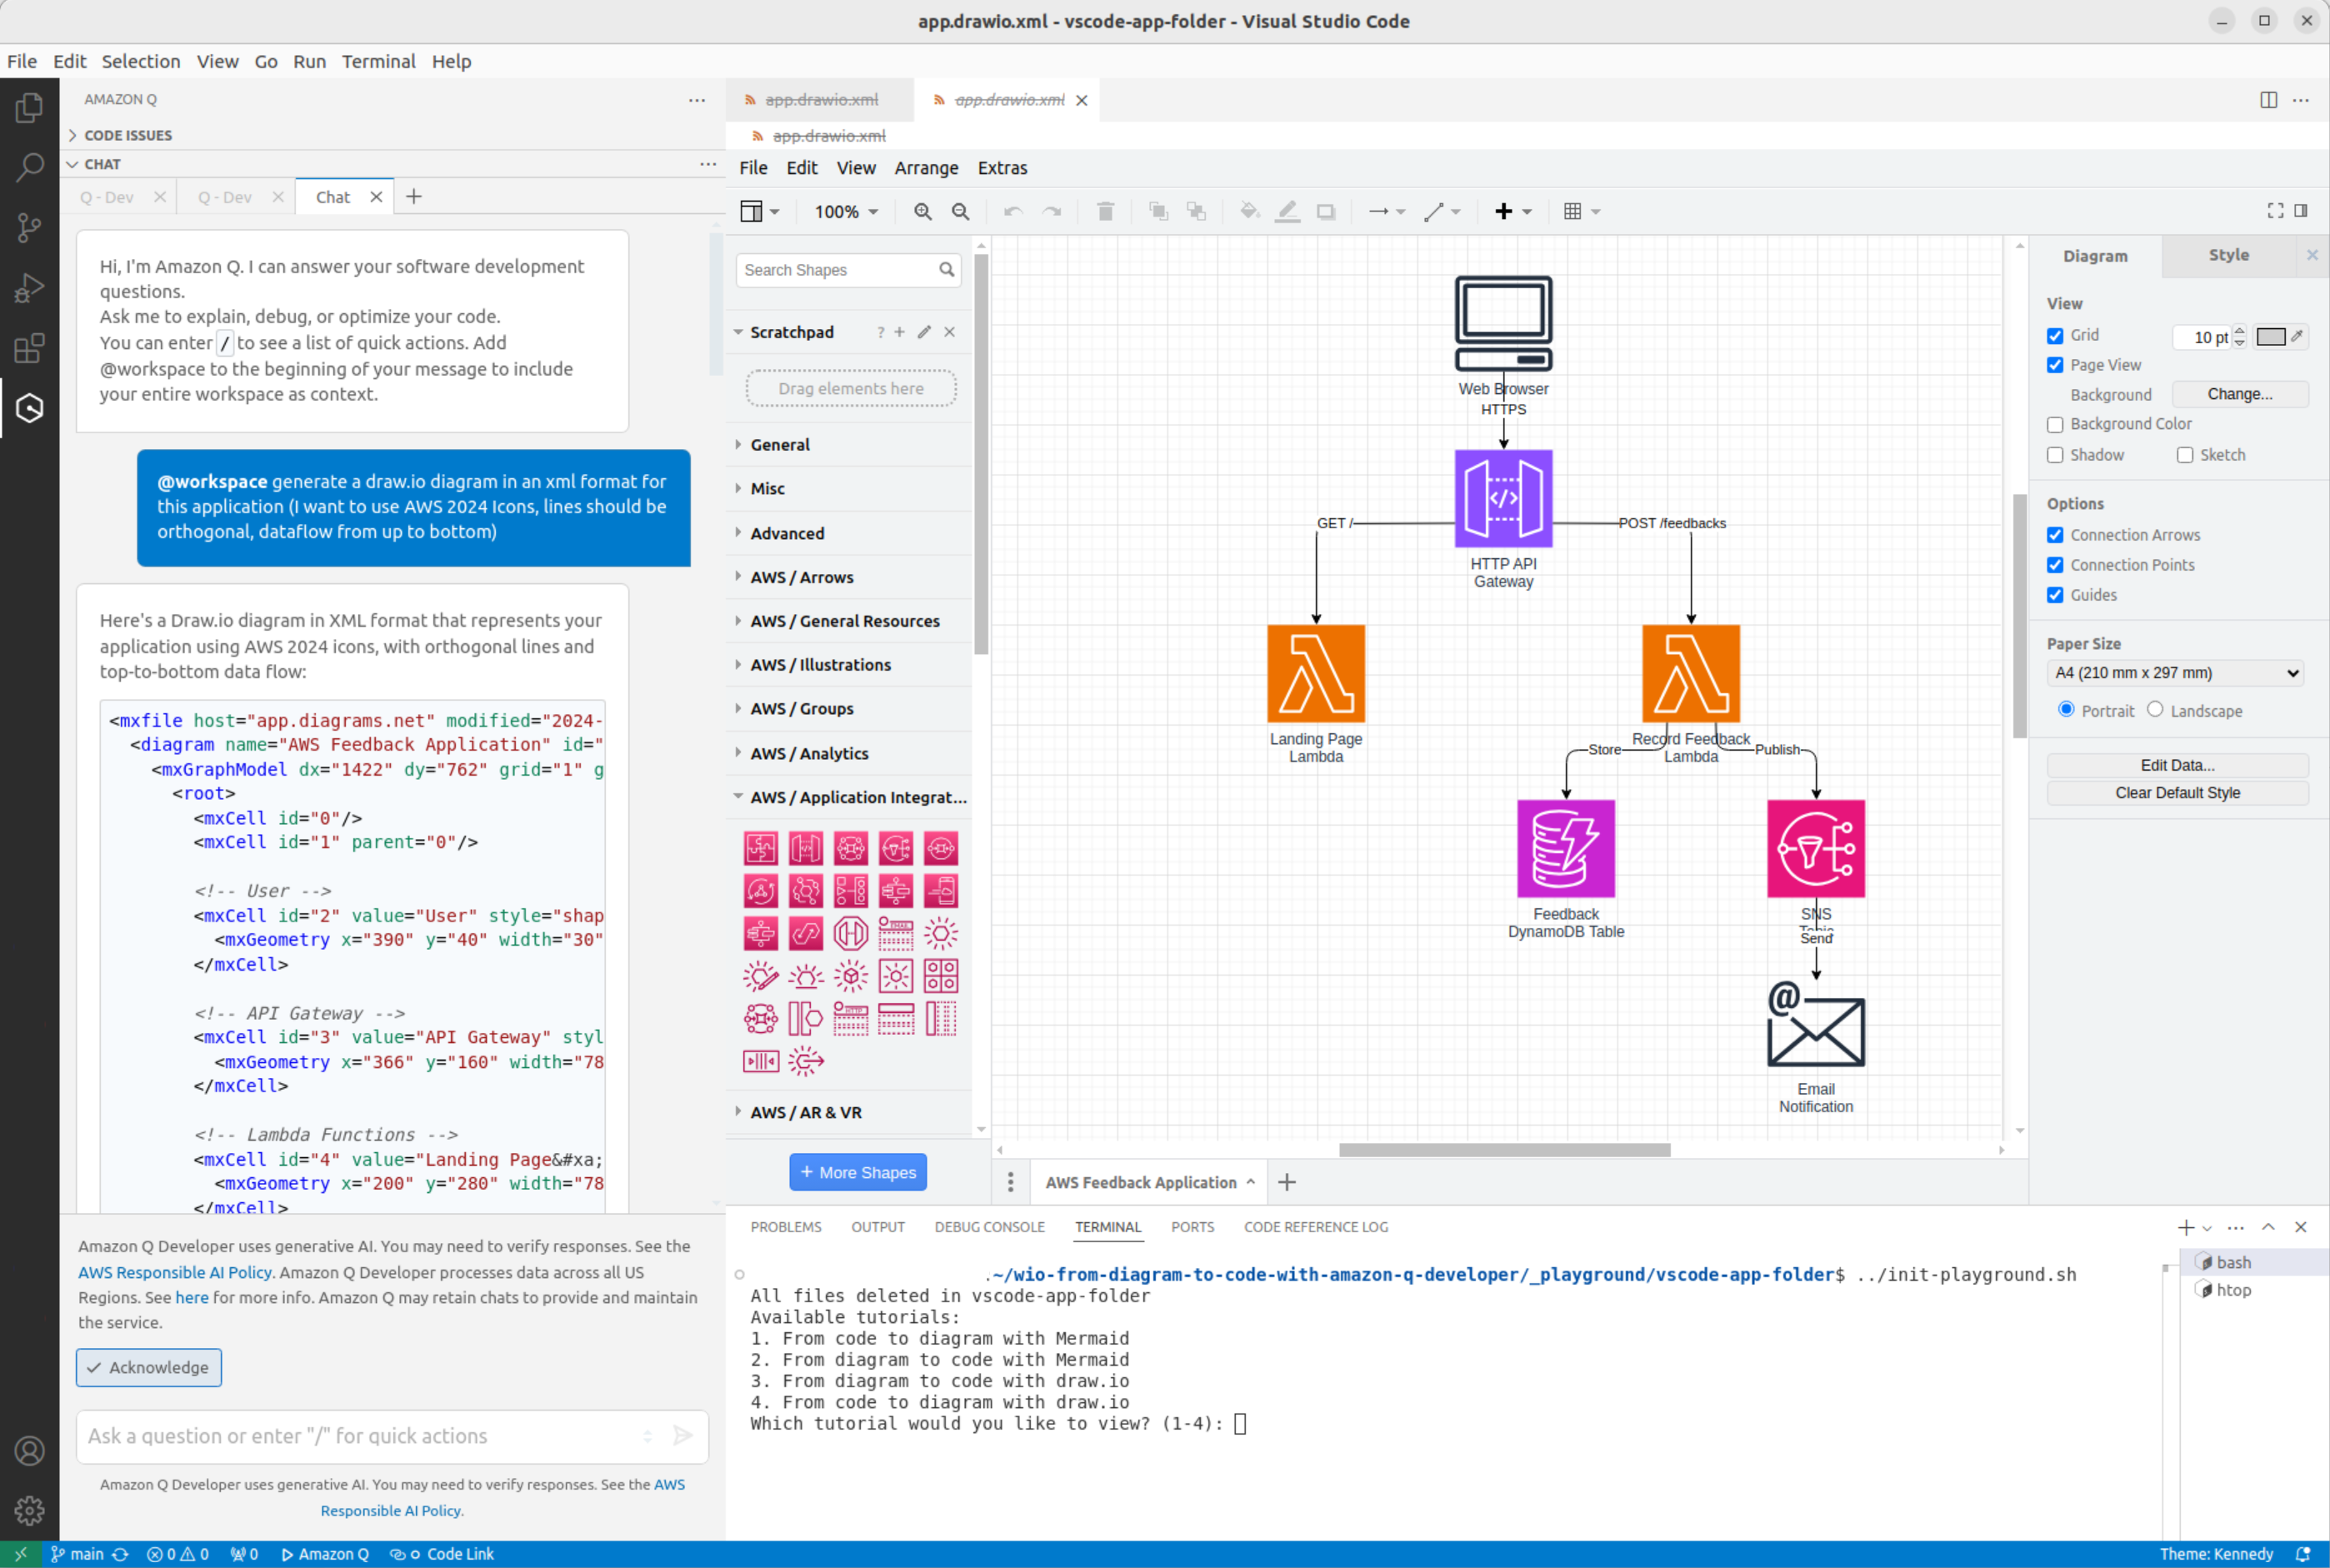 app.drawio.xml - vscode-app-folder - Visual Studio Code
File Edit Selection View Go Run Terminal Help
AMAZON Q
CODE ISSUES
CHAT
Q - Dev
Q - Dev
Chat
Hi, I'm Amazon Q. I can answer your software development
questions.
Ask me to explain, debug, or optimize your code.
You can enter / to see a list of quick actions. Add
@workspace to the beginning of your message to include
your entire workspace as context.
@workspace generate a draw.io diagram in an xml format for
this application (I want to use AWS 2024 Icons, lines should be
orthogonal, dataflow from up to bottom)
Here's a Draw.io diagram in XML format that represents your
application using AWS 2024 icons, with orthogonal lines and
top-to-bottom data flow:
<mxfile host="app.diagrams.net" modified="2024-
<diagram name="AWS Feedback Application" id="
<mxGraphModel dx="1422" dy="762" grid="1" g
<root>
<mxCell id="0"/>
<mxCell id="1" parent="0"/>
<!-- User -->
<mxCell id="2" value="User" style="shap
<mxGeometry x="390" y="40" width="30"
</mxCell>
<!-- API Gateway -->
<mxCell id="3" value="API Gateway" styl
<mxGeometry x="366" y="160" width="78
</mxCell>
<!-- Lambda Functions -->
<mxCell id="4" value="Landing Page&#xa;
<mxGeometry x="200" y="280" width="78
</mxCell>
Amazon Q Developer uses generative AI. You may need to verify responses. See the
AWS Responsible AI Policy. Amazon Q Developer processes data across all US
Regions. See here for more info. Amazon Q may retain chats to provide and maintain
the service.
Acknowledge
Ask a question or enter "/" for quick actions
Amazon Q Developer uses generative AI. You may need to verify responses. See the AWS
Responsible AI Policy.
app.drawio.xml
app.drawio.xml
app.drawio.xml
File Edit View Arrange Extras
100%
Search Shapes
Scratchpad
?
Drag elements here
General
Misc
Advanced
AWS / Arrows
AWS / General Resources
AWS / Illustrations
AWS / Groups
AWS / Analytics
AWS / Application Integrat...
EMAIL
HTTP
AWS / AR & VR
+ More Shapes
Web Browser
HTTPS
</>
HTTP API
Gateway
GET /
POST /feedbacks
Landing Page
Lambda
Record Feedback
Lambda
Store
Publish
Feedback
DynamoDB Table
SNS
Send
@
Email
Notification
AWS Feedback Application
Diagram
Style
View
Grid
10 pt
Page View
Background
Change...
Background Color
Shadow
Sketch
Options
Connection Arrows
Connection Points
Guides
Paper Size
A4 (210 mm x 297 mm)
Portrait
Landscape
Edit Data...
Clear Default Style
PROBLEMS OUTPUT DEBUG CONSOLE TERMINAL PORTS CODE REFERENCE LOG
~/wio-from-diagram-to-code-with-amazon-q-developer/_playground/vscode-app-folder$ ../init-playground.sh
All files deleted in vscode-app-folder
Available tutorials:
1. From code to diagram with Mermaid
2. From diagram to code with Mermaid
3. From diagram to code with draw.io
4. From code to diagram with draw.io
Which tutorial would you like to view? (1-4):
bash
htop
main
0
0
0
Amazon Q
Code Link
Theme: Kennedy